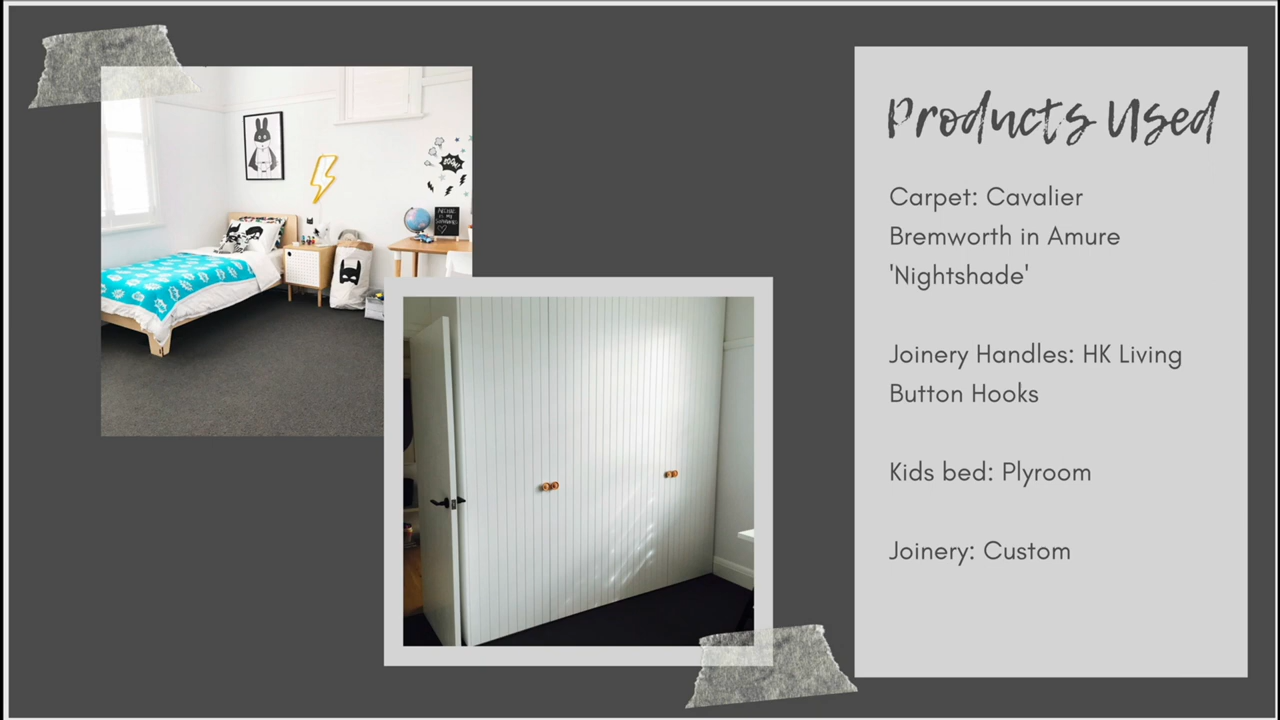 Products Used
Carpet: Cavalier
Bremworth in Amure
'Nightshade'
Joinery Handles: HK Living
Button Hooks
Kids bed: Plyroom
Joinery: Custom